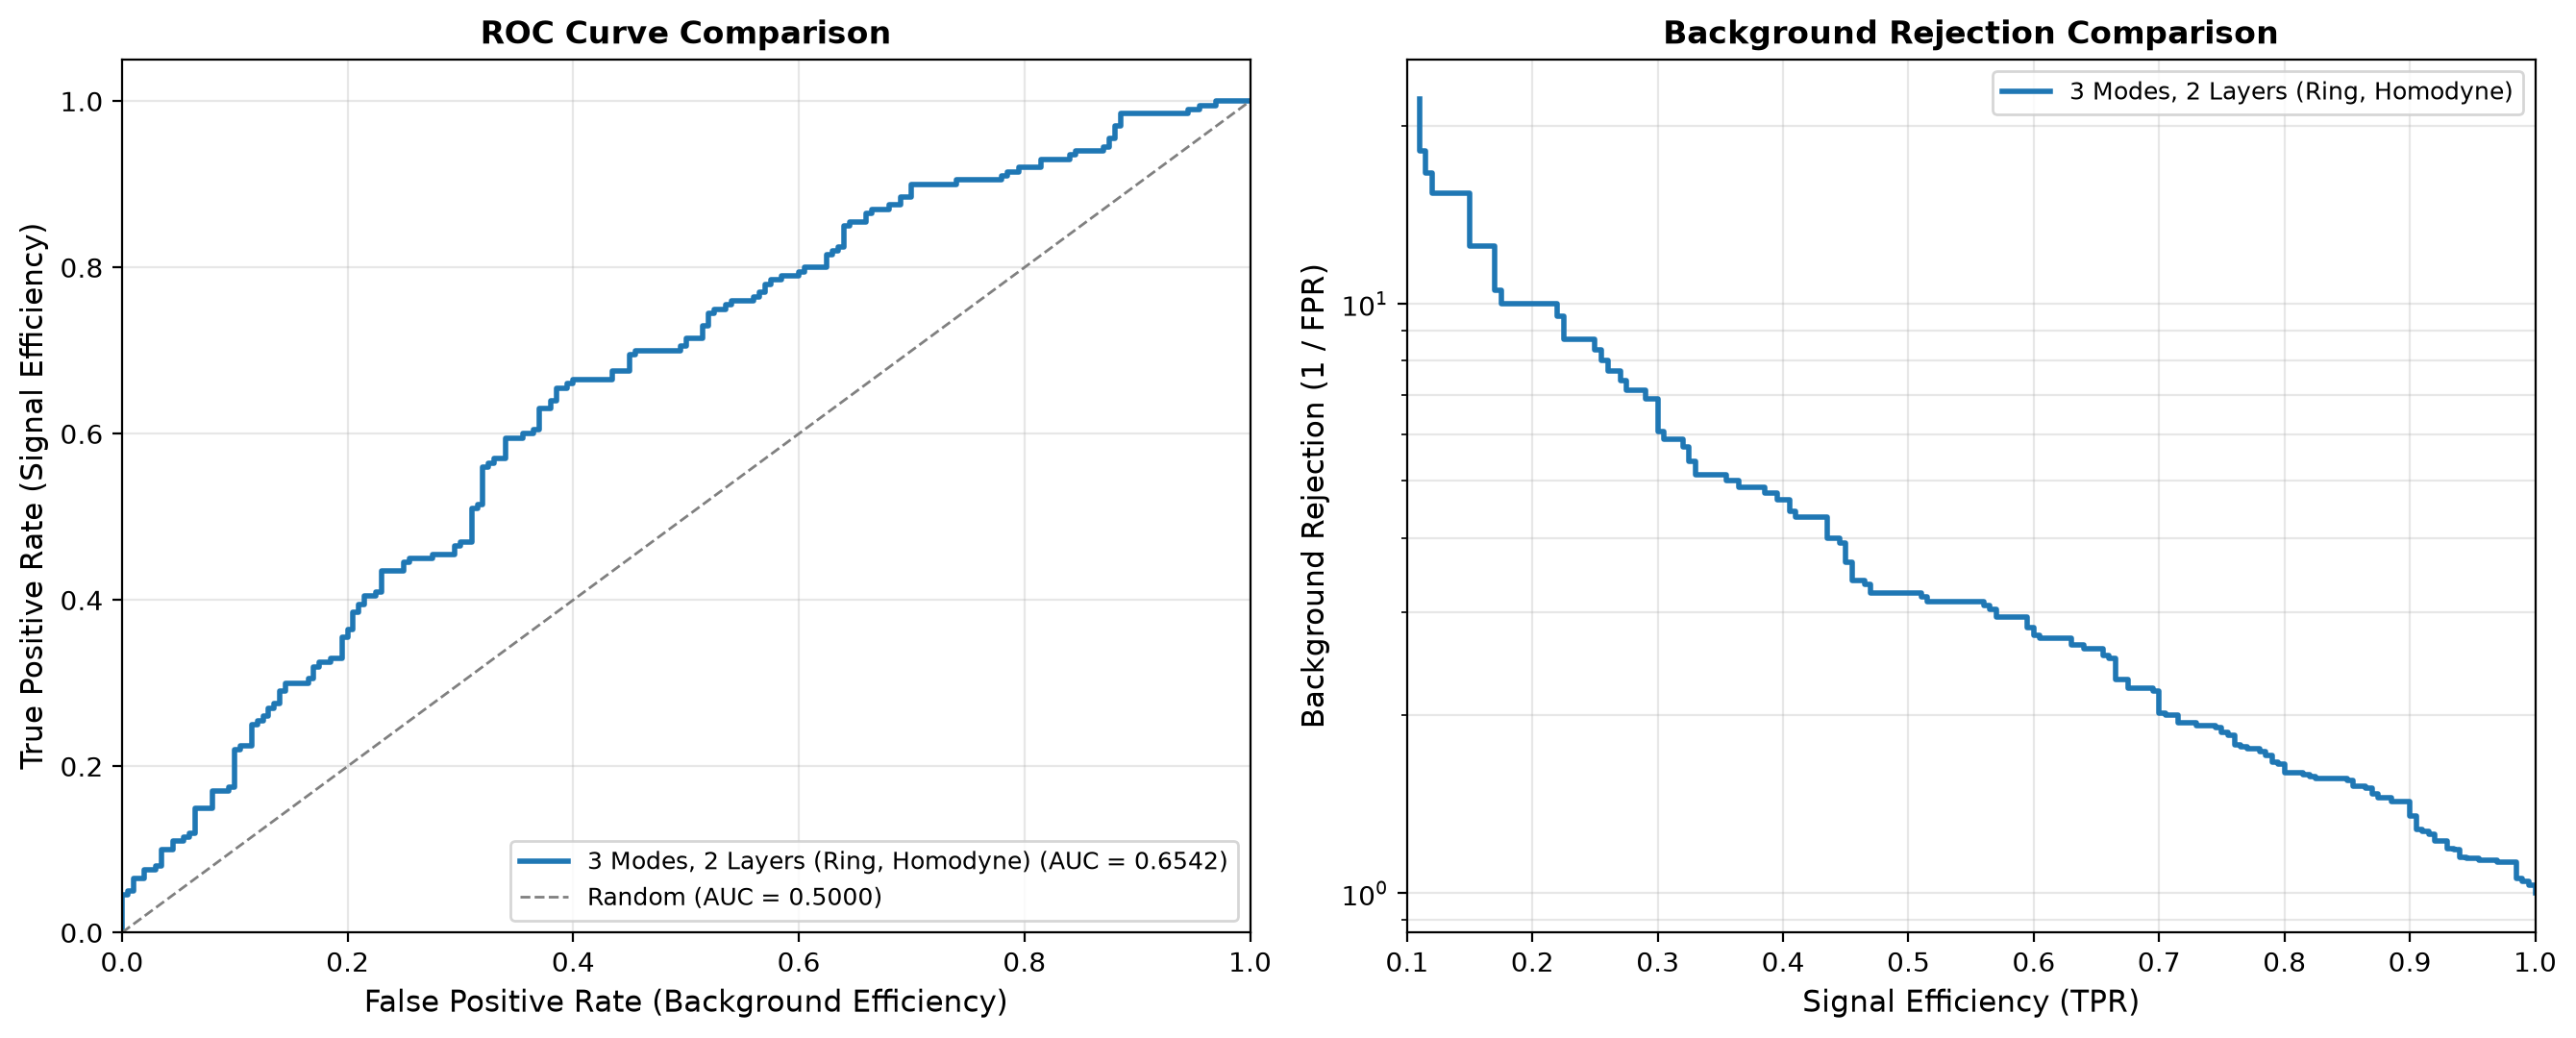 ROC Curve Comparison
True Positive Rate (Signal Efficiency)
1.0
0.8
0.6
0.4
0.2
0.0
3 Modes, 2 Layers (Ring, Homodyne) (AUC = 0.6542)
Random (AUC = 0.5000)
0.0 0.2 0.4 0.6 0.8 1.0
False Positive Rate (Background Efficiency)
Background Rejection Comparison
3 Modes, 2 Layers (Ring, Homodyne)
Background Rejection (1 / FPR)
10¹
10⁰
0.1 0.2 0.3 0.4 0.5 0.6 0.7 0.8 0.9 1.0
Signal Efficiency (TPR)